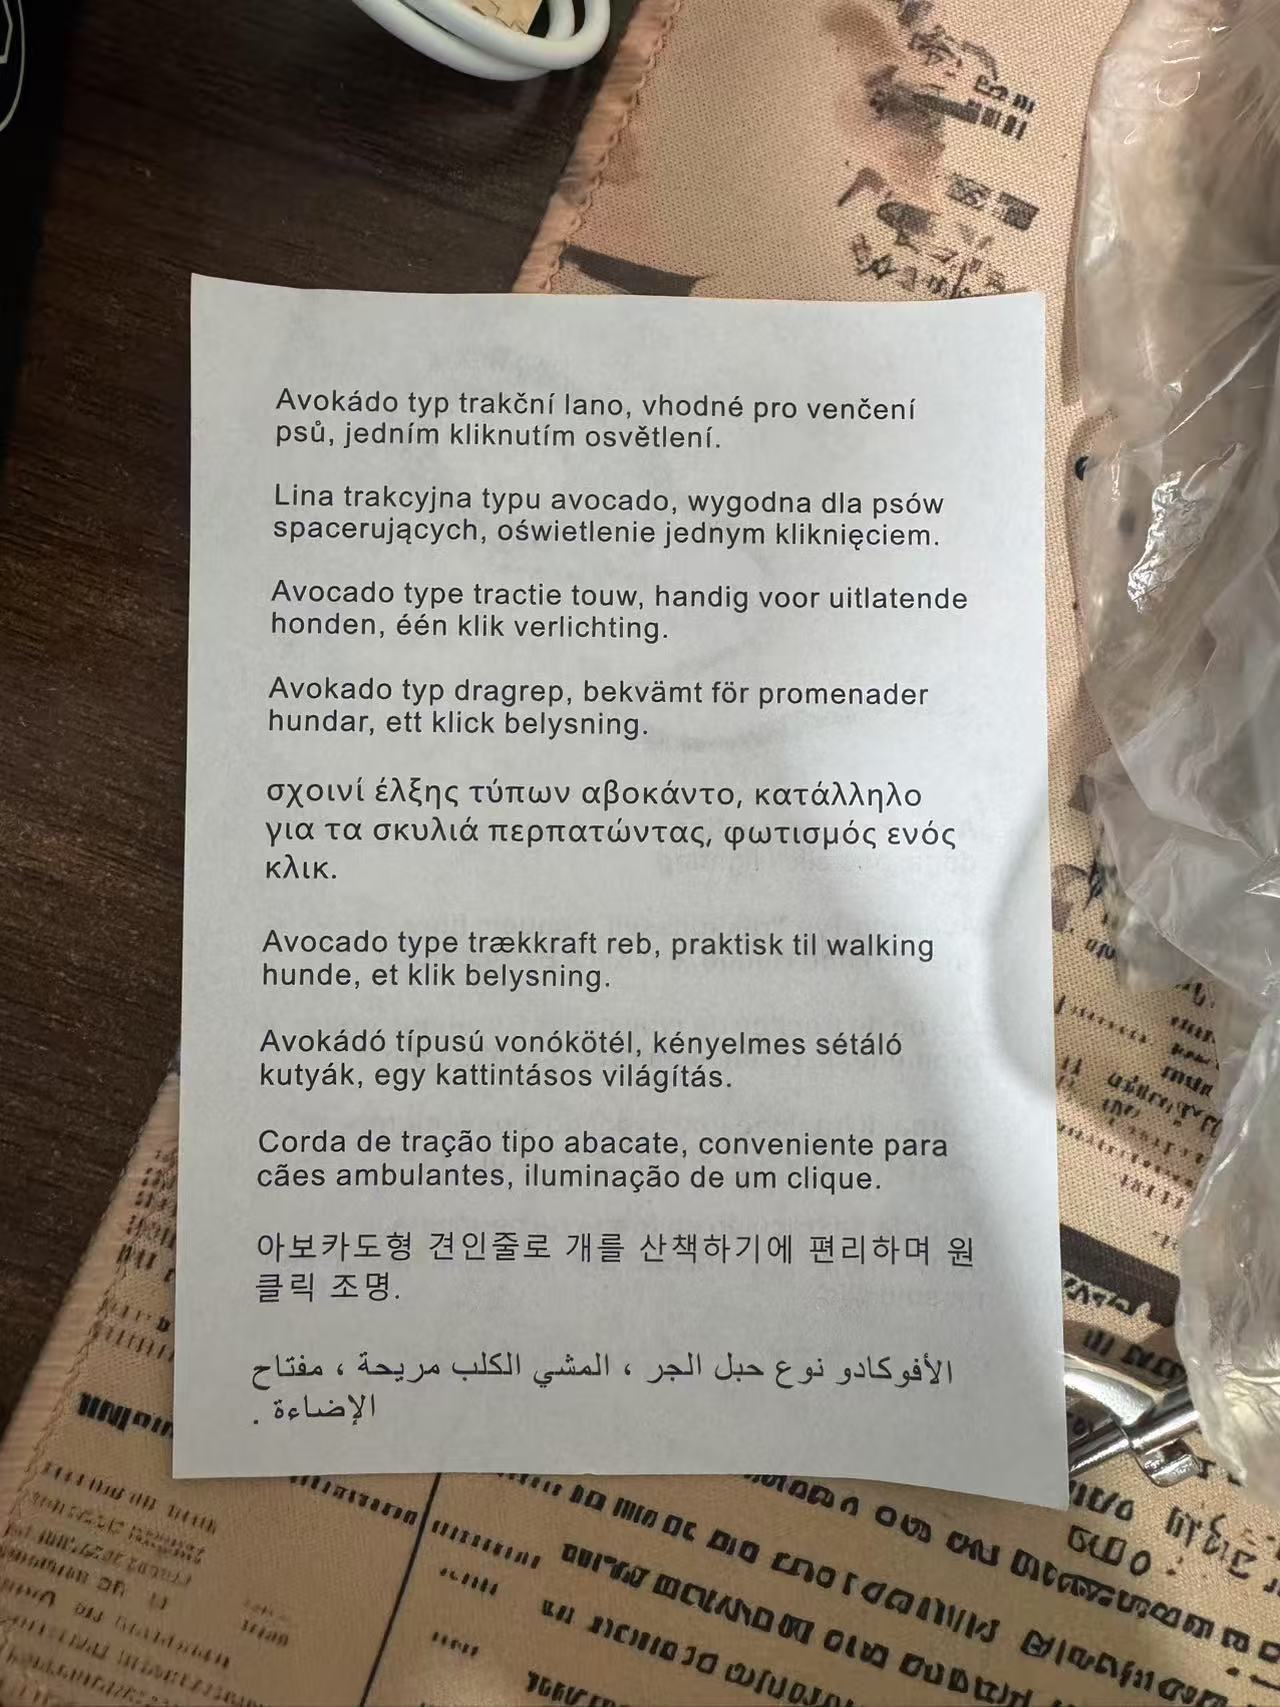 Avokádo typ trakční lano, vhodné pro venčení
psů, jedním kliknutím osvětlení.
Lina trakcyjna typu avocado, wygodna dla psów
spacerujących, oświetlenie jednym kliknięciem.
Avocado type tractie touw, handig voor uitlatende
honden, één klik verlichting.
Avokado typ dragrep, bekvämt för promenader
hundar, ett klick belysning.
σχοινί έλξης τύπων αβοκάντο, κατάλληλο
για τα σκυλιά περπατώντας, φωτισμός ενός
κλικ.
Avocado type trækkraft reb, praktisk til walking
hunde, et klik belysning.
Avokádó típusú vonókötél, kényelmes sétáló
kutyák, egy kattintásos világítás.
Corda de tração tipo abacate, conveniente para
cães ambulantes, iluminação de um clique.
아보카도형 견인줄로 개를 산책하기에 편리하며 원
클릭 조명.
الأفوكادو نوع حبل الجر ، المشي الكلب مريحة ، مفتاح
الإضاءة .